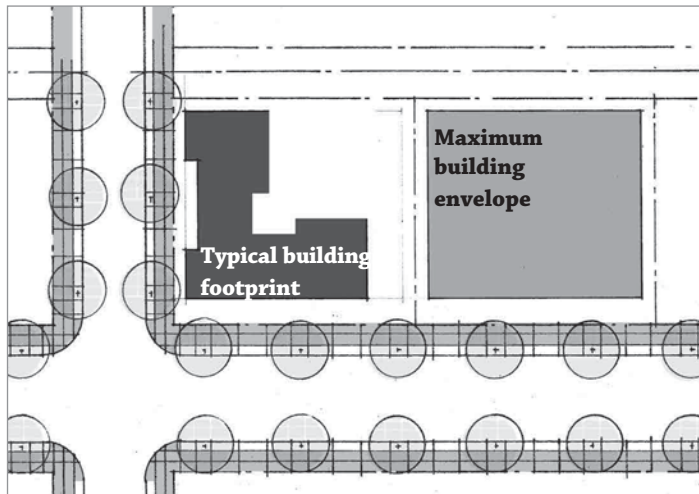 Maximum
building
envelope
Typical building
footprint